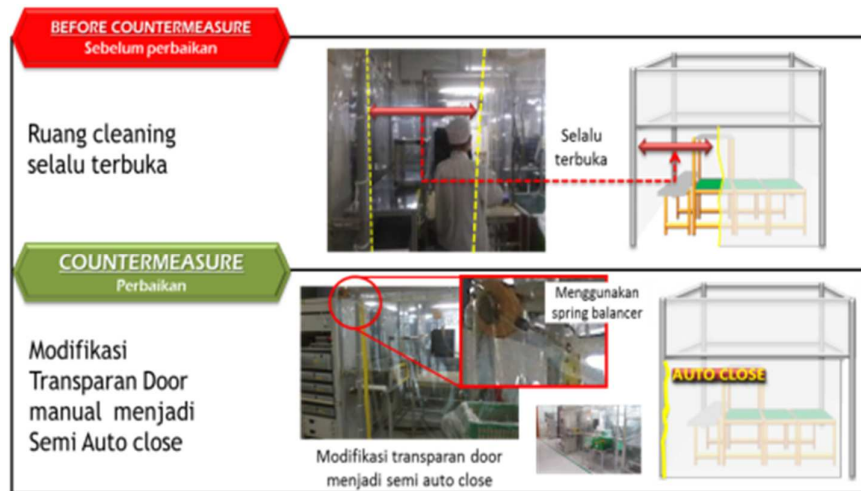 BEFORE COUNTERMEASURE
Sebelum perbaikan
Ruang cleaning
selalu terbuka
Selalu
terbuka
COUNTERMEASURE
Perbaikan
Modifikasi
Transparan Door
manual menjadi
Semi Auto close
Menggunakan
spring balancer
Modifikasi transparan door
menjadi semi auto close
AUTO CLOSE